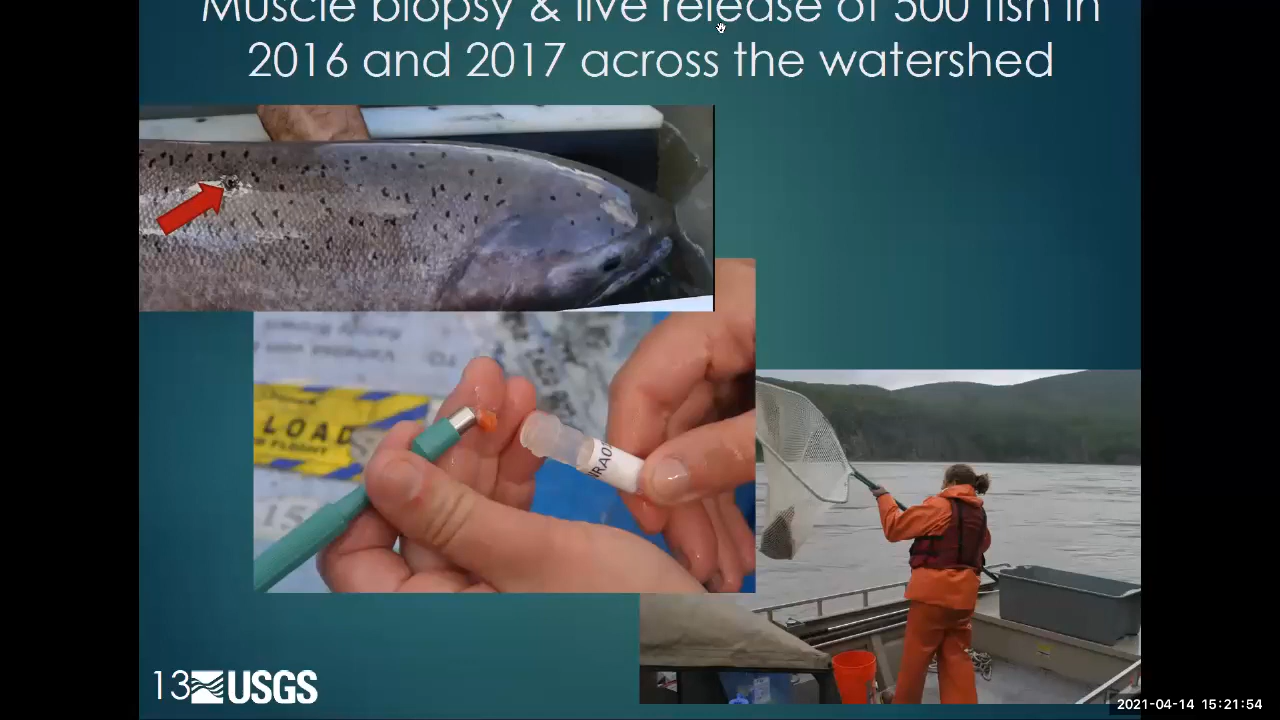 Muscle biopsy & live release of 500 fish in
2016 and 2017 across the watershed
LOAD
13 USGS
2021-04-14 15:21:54